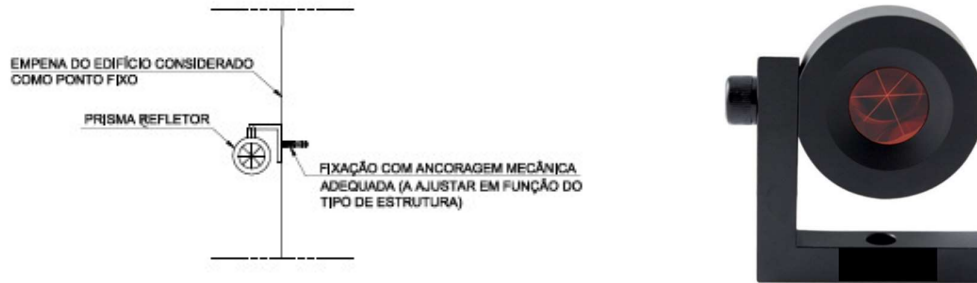 EMPENA DO EDIFÍCIO CONSIDERADO
COMO PONTO FIXO
PRISMA REFLETOR
FIXAÇÃO COM ANCORAGEM MECÂNICA
ADEQUADA (A AJUSTAR EM FUNÇÃO DO
TIPO DE ESTRUTURA)